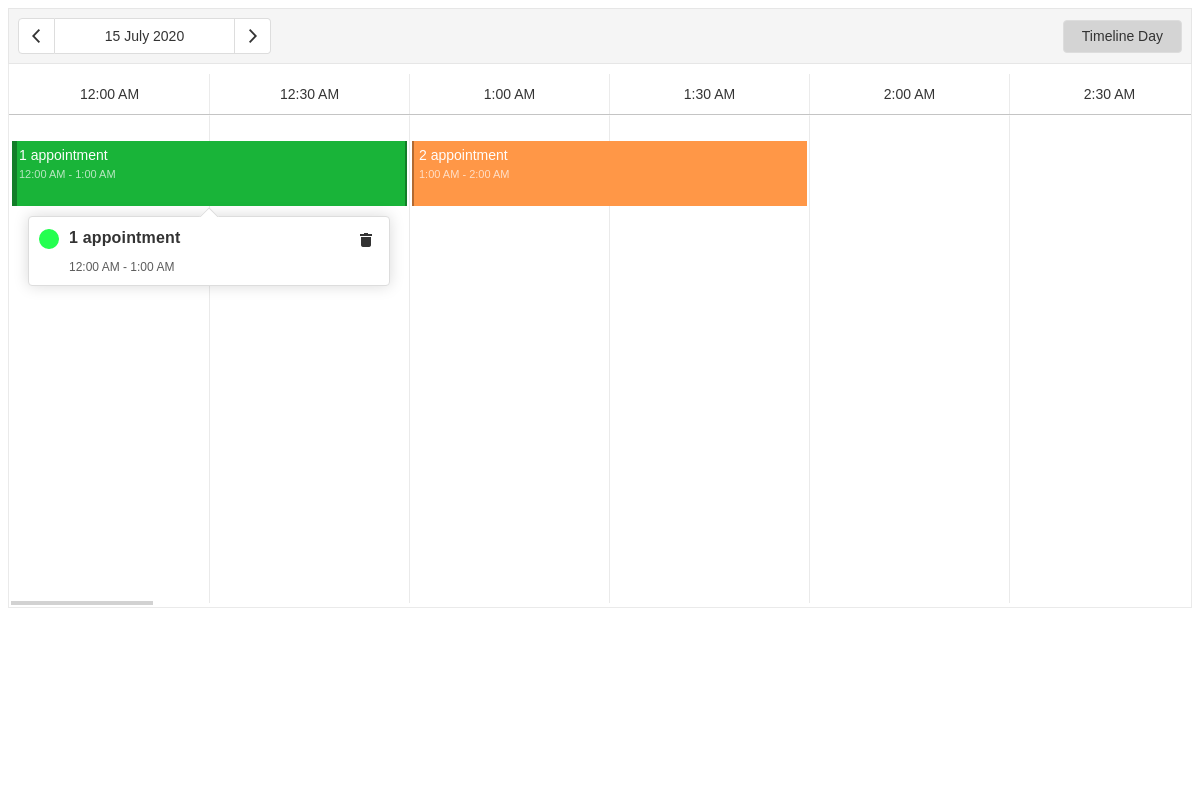 15 July 2020
Timeline Day
12:00 AM
12:30 AM
1:00 AM
1:30 AM
2:00 AM
2:30 AM
1 appointment
12:00 AM - 1:00 AM
2 appointment
1:00 AM - 2:00 AM
1 appointment
12:00 AM - 1:00 AM